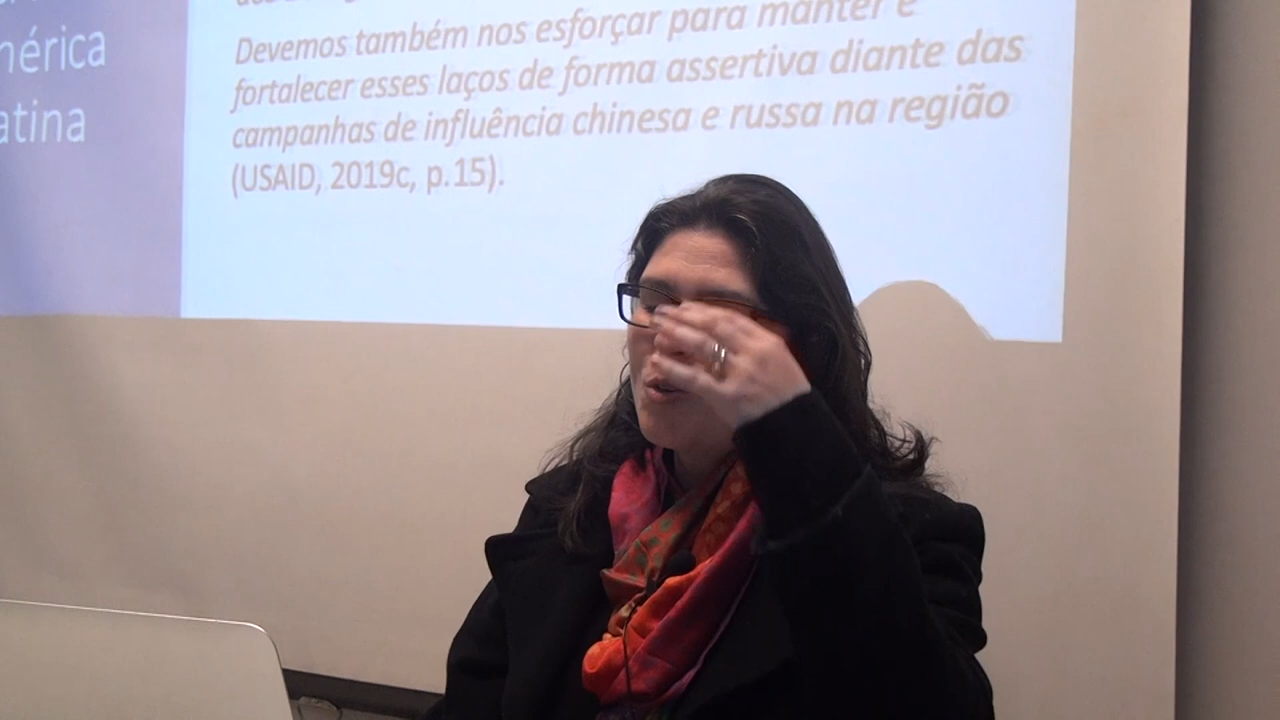 mérica
atina
Devemos também nos esforçar para manter e
fortalecer esses laços de forma assertiva diante das
campanhas de influência chinesa e russa na região
(USAID, 2019c, p.15).